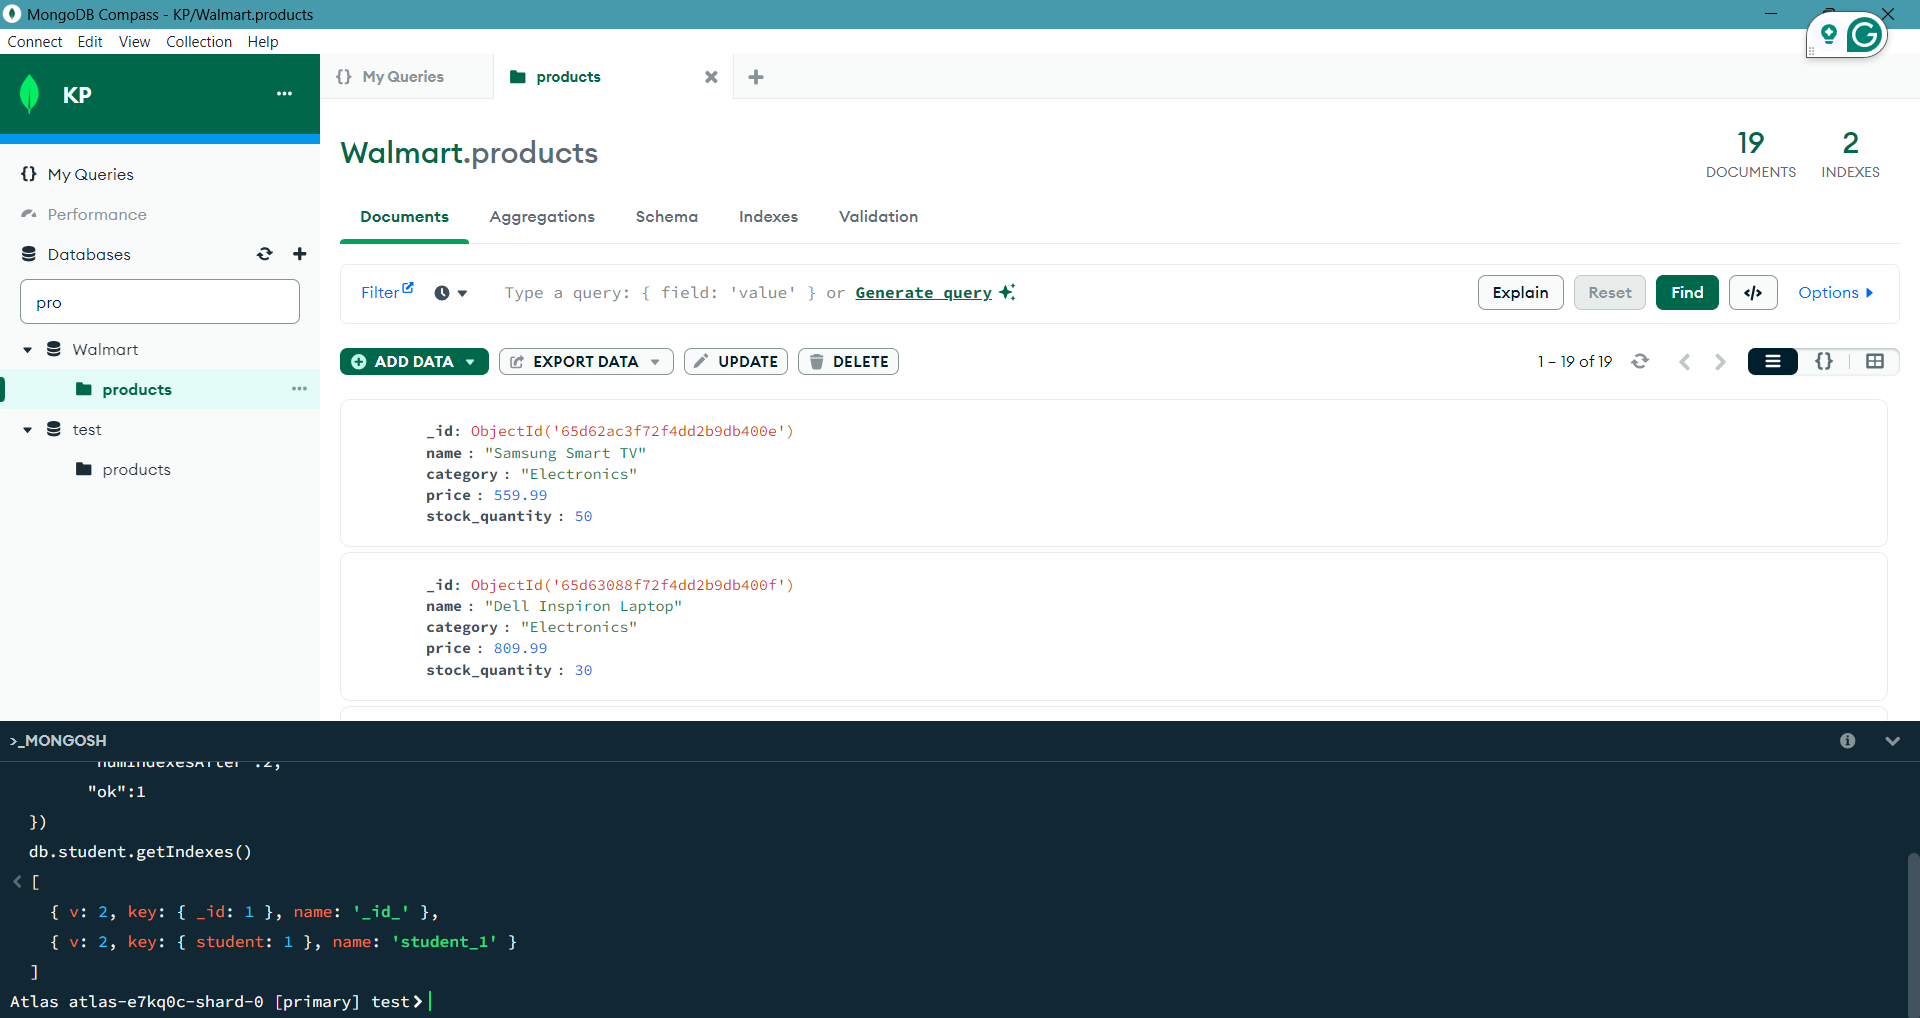 MongoDB Compass - KP/Walmart.products
Connect Edit View Collection Help
KP
{} My Queries
products
My Queries
Performance
Databases
pro
Walmart
products
test
products
Walmart.products
19
DOCUMENTS
2
INDEXES
Documents Aggregations Schema Indexes Validation
Filter
Type a query: { field: 'value' } or Generate query
Explain Reset Find </> Options
ADD DATA EXPORT DATA UPDATE DELETE
1 – 19 of 19
{}
_id: ObjectId('65d62ac3f72f4dd2b9db400e')
name : "Samsung Smart TV"
category : "Electronics"
price : 559.99
stock_quantity : 50
_id: ObjectId('65d63088f72f4dd2b9db400f')
name : "Dell Inspiron Laptop"
category : "Electronics"
price : 809.99
stock_quantity : 30
>_MONGOSH
"numIndexesAfter":2,
"ok":1
})
db.student.getIndexes()
[
{ v: 2, key: { _id: 1 }, name: '_id_' },
{ v: 2, key: { student: 1 }, name: 'student_1' }
]
Atlas atlas-e7kq0c-shard-0 [primary] test>